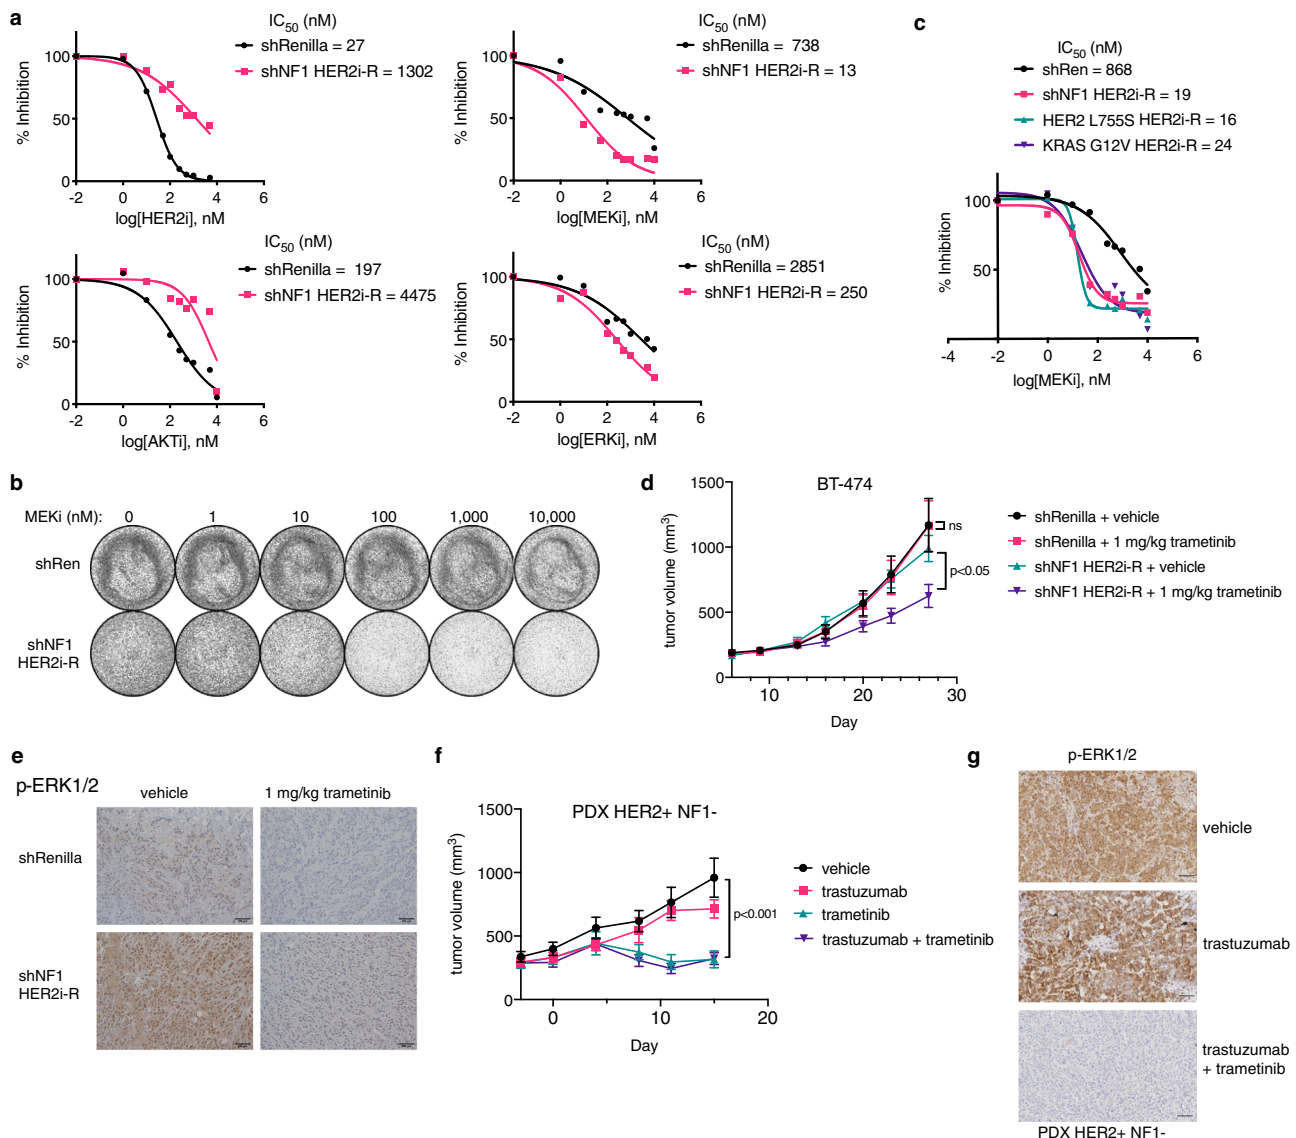 a
IC50 (nM)
shRenilla = 27
shNF1 HER2i-R = 1302
% Inhibition
100
50
0
-2 0 2 4 6
log[HER2i], nM
IC50 (nM)
shRenilla = 738
shNF1 HER2i-R = 13
% Inhibition
100
50
0
-2 0 2 4 6
log[MEKi], nM
IC50 (nM)
shRenilla = 197
shNF1 HER2i-R = 4475
% Inhibition
100
50
0
-2 0 2 4 6
log[AKTi], nM
IC50 (nM)
shRenilla = 2851
shNF1 HER2i-R = 250
% Inhibition
100
50
0
-2 0 2 4 6
log[ERKi], nM
c
IC50 (nM)
shRen = 868
shNF1 HER2i-R = 19
HER2 L755S HER2i-R = 16
KRAS G12V HER2i-R = 24
% Inhibition
100
50
-4 -2 0 2 4 6
log[MEKi], nM
b
MEKi (nM): 0 1 10 100 1,000 10,000
shRen
shNF1
HER2i-R
d
BT-474
tumor volume (mm3)
1500
1000
500
0
10 20 30
Day
ns
p<0.05
shRenilla + vehicle
shRenilla + 1 mg/kg trametinib
shNF1 HER2i-R + vehicle
shNF1 HER2i-R + 1 mg/kg trametinib
e
p-ERK1/2
vehicle
1 mg/kg trametinib
shRenilla
shNF1
HER2i-R
f
PDX HER2+ NF1-
tumor volume (mm3)
1500
1000
500
0
0 10 20
Day
p<0.001
vehicle
trastuzumab
trametinib
trastuzumab + trametinib
g
p-ERK1/2
vehicle
trastuzumab
trastuzumab
+ trametinib
PDX HER2+ NF1-